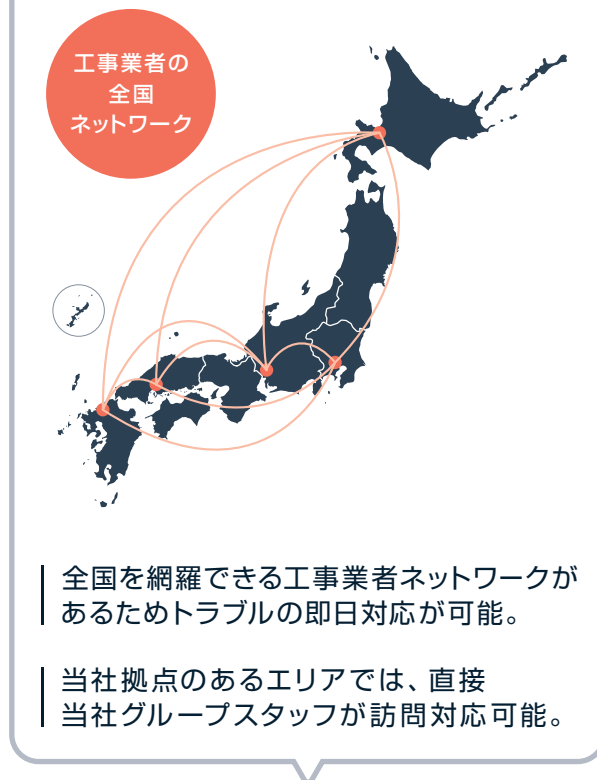 工事業者の
全国
ネットワーク
全国を網羅できる工事業者ネットワークが
あるためトラブルの即日対応が可能。
当社拠点のあるエリアでは、直接
当社グループスタッフが訪問対応可能。